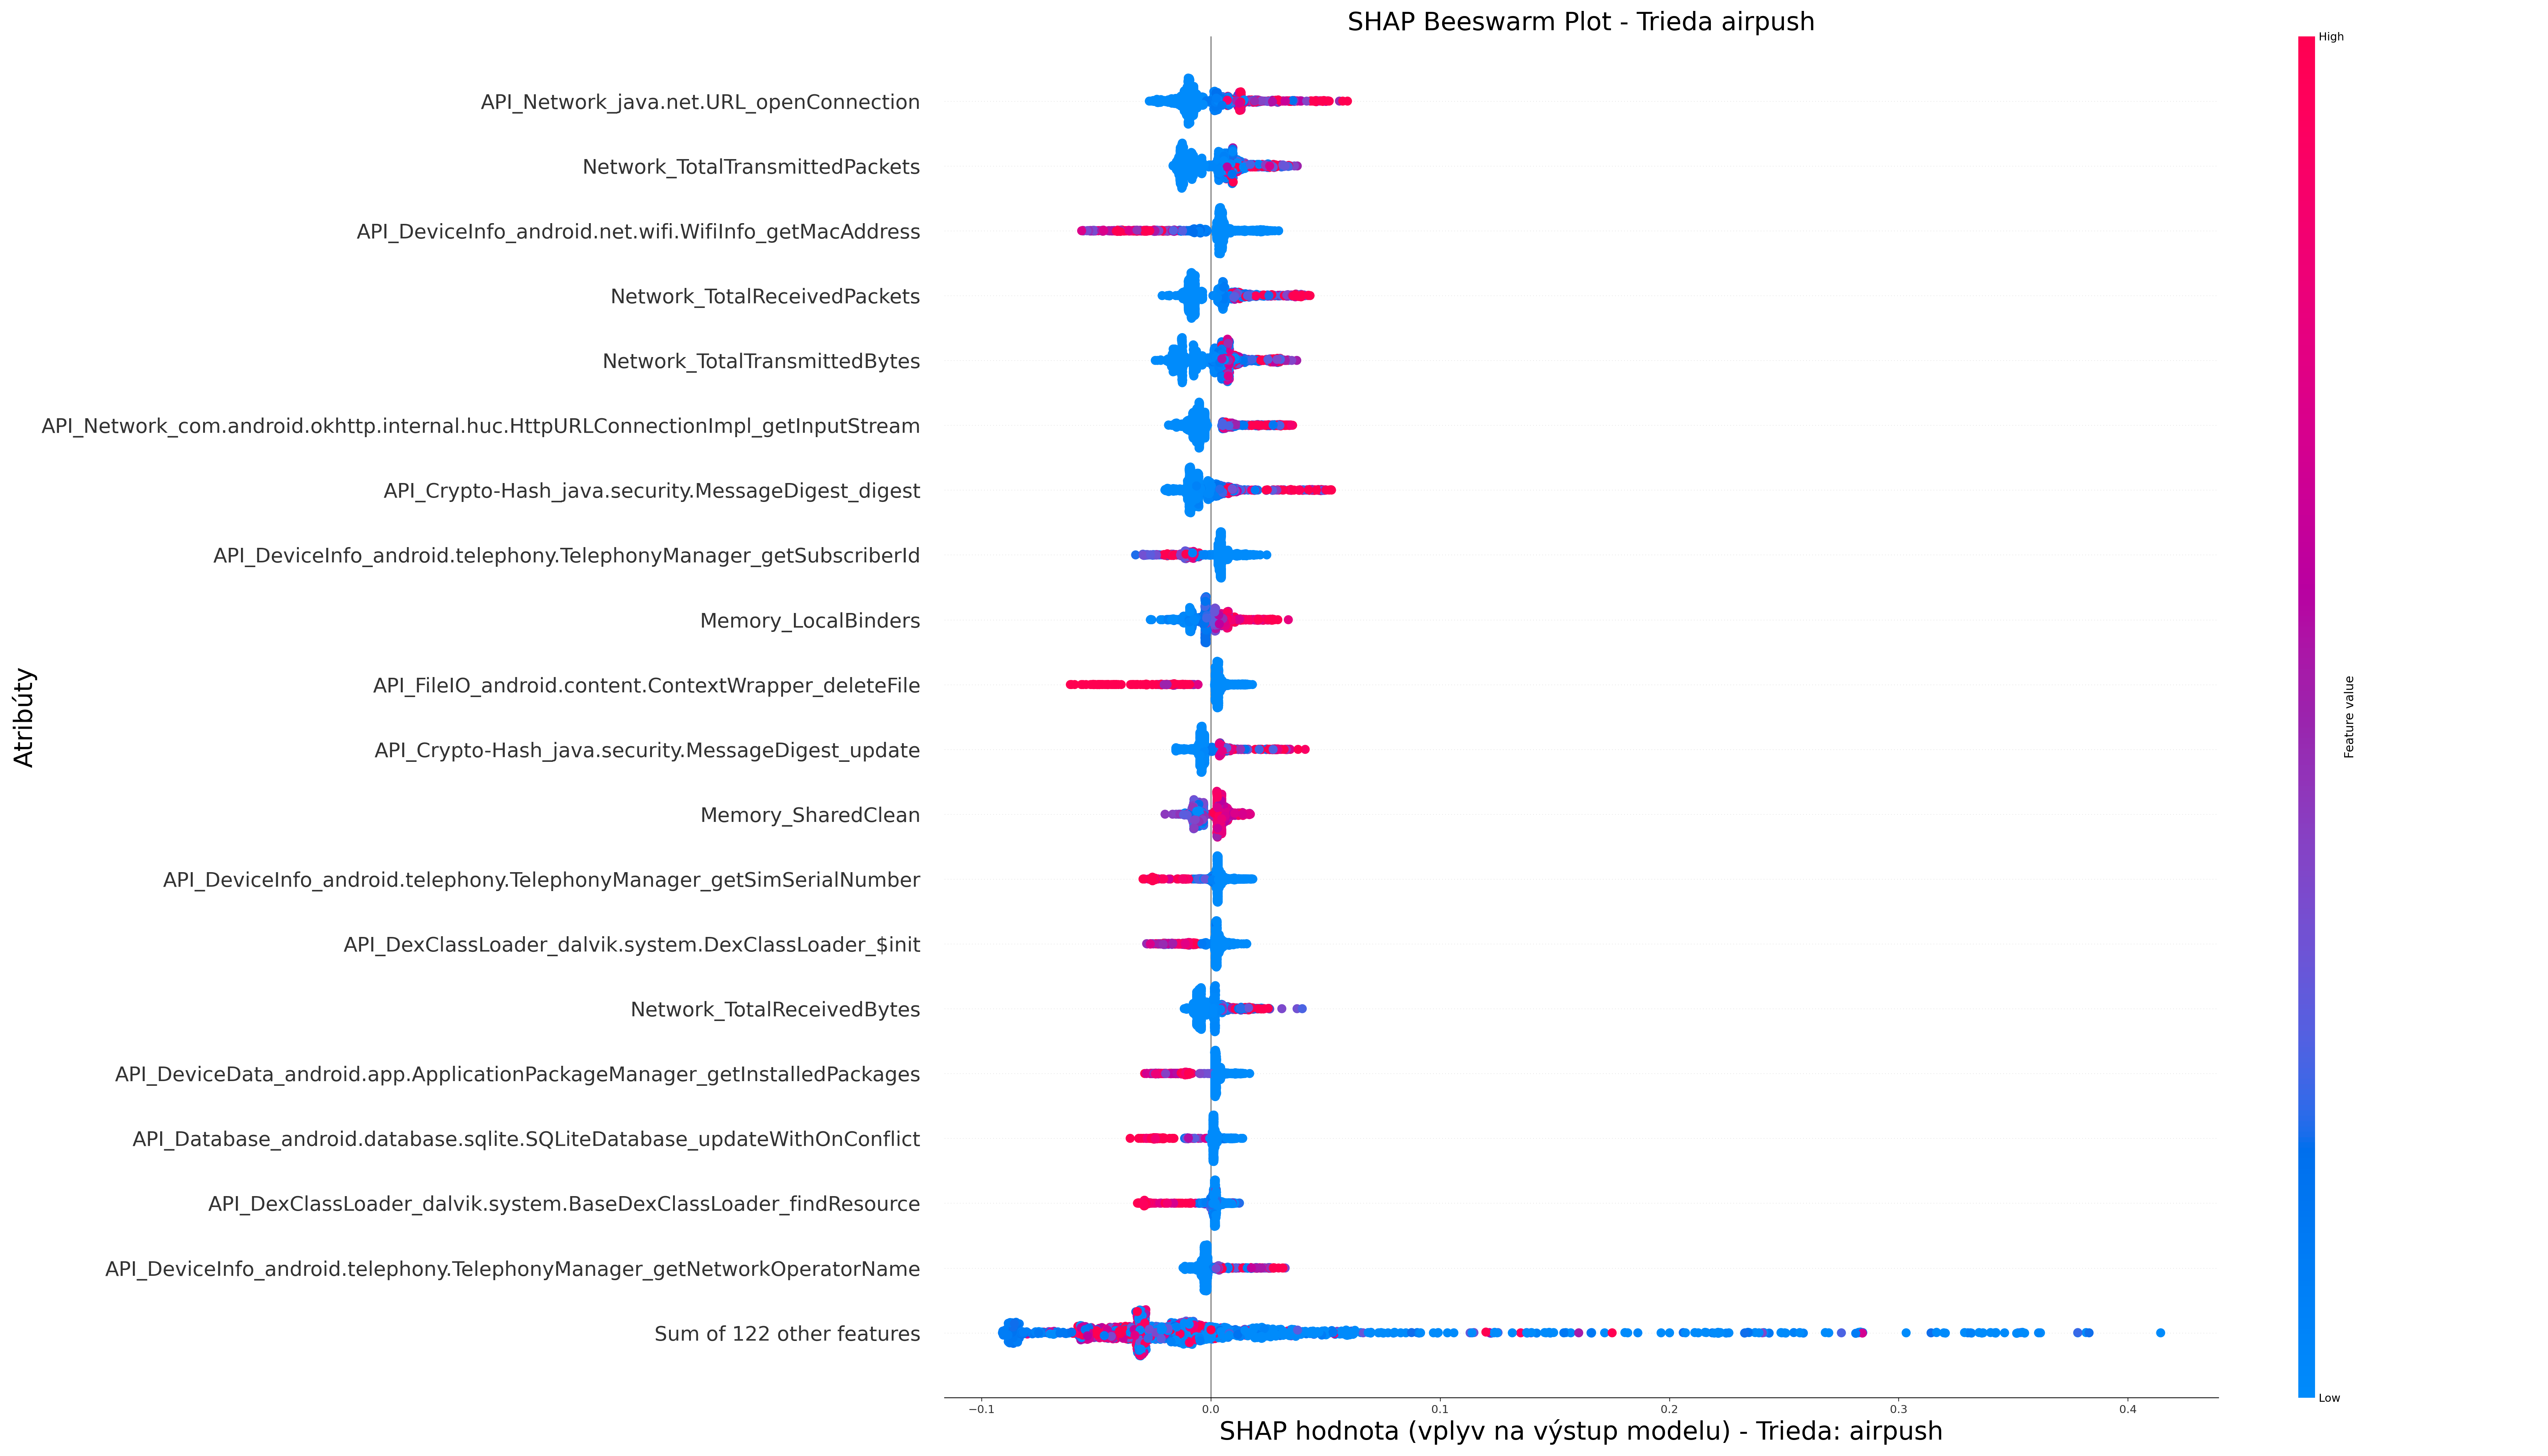 SHAP Beeswarm Plot - Trieda airpush
High
API_Network_java.net.URL_openConnection
Network_TotalTransmittedPackets
API_DeviceInfo_android.net.wifi.WifiInfo_getMacAddress
Network_TotalReceivedPackets
Network_TotalTransmittedBytes
API_Network_com.android.okhttp.internal.huc.HttpURLConnectionImpl_getInputStream
API_Crypto-Hash_java.security.MessageDigest_digest
API_DeviceInfo_android.telephony.TelephonyManager_getSubscriberId
Memory_LocalBinders
API_FileIO_android.content.ContextWrapper_deleteFile
Atribúty
Feature value
API_Crypto-Hash_java.security.MessageDigest_update
Memory_SharedClean
API_DeviceInfo_android.telephony.TelephonyManager_getSimSerialNumber
API_DexClassLoader_dalvik.system.DexClassLoader_$init
Network_TotalReceivedBytes
API_DeviceData_android.app.ApplicationPackageManager_getInstalledPackages
API_Database_android.database.sqlite.SQLiteDatabase_updateWithOnConflict
API_DexClassLoader_dalvik.system.BaseDexClassLoader_findResource
API_DeviceInfo_android.telephony.TelephonyManager_getNetworkOperatorName
Sum of 122 other features
Low
−0.1 0.0 0.1 0.2 0.3 0.4
SHAP hodnota (vplyv na výstup modelu) - Trieda: airpush